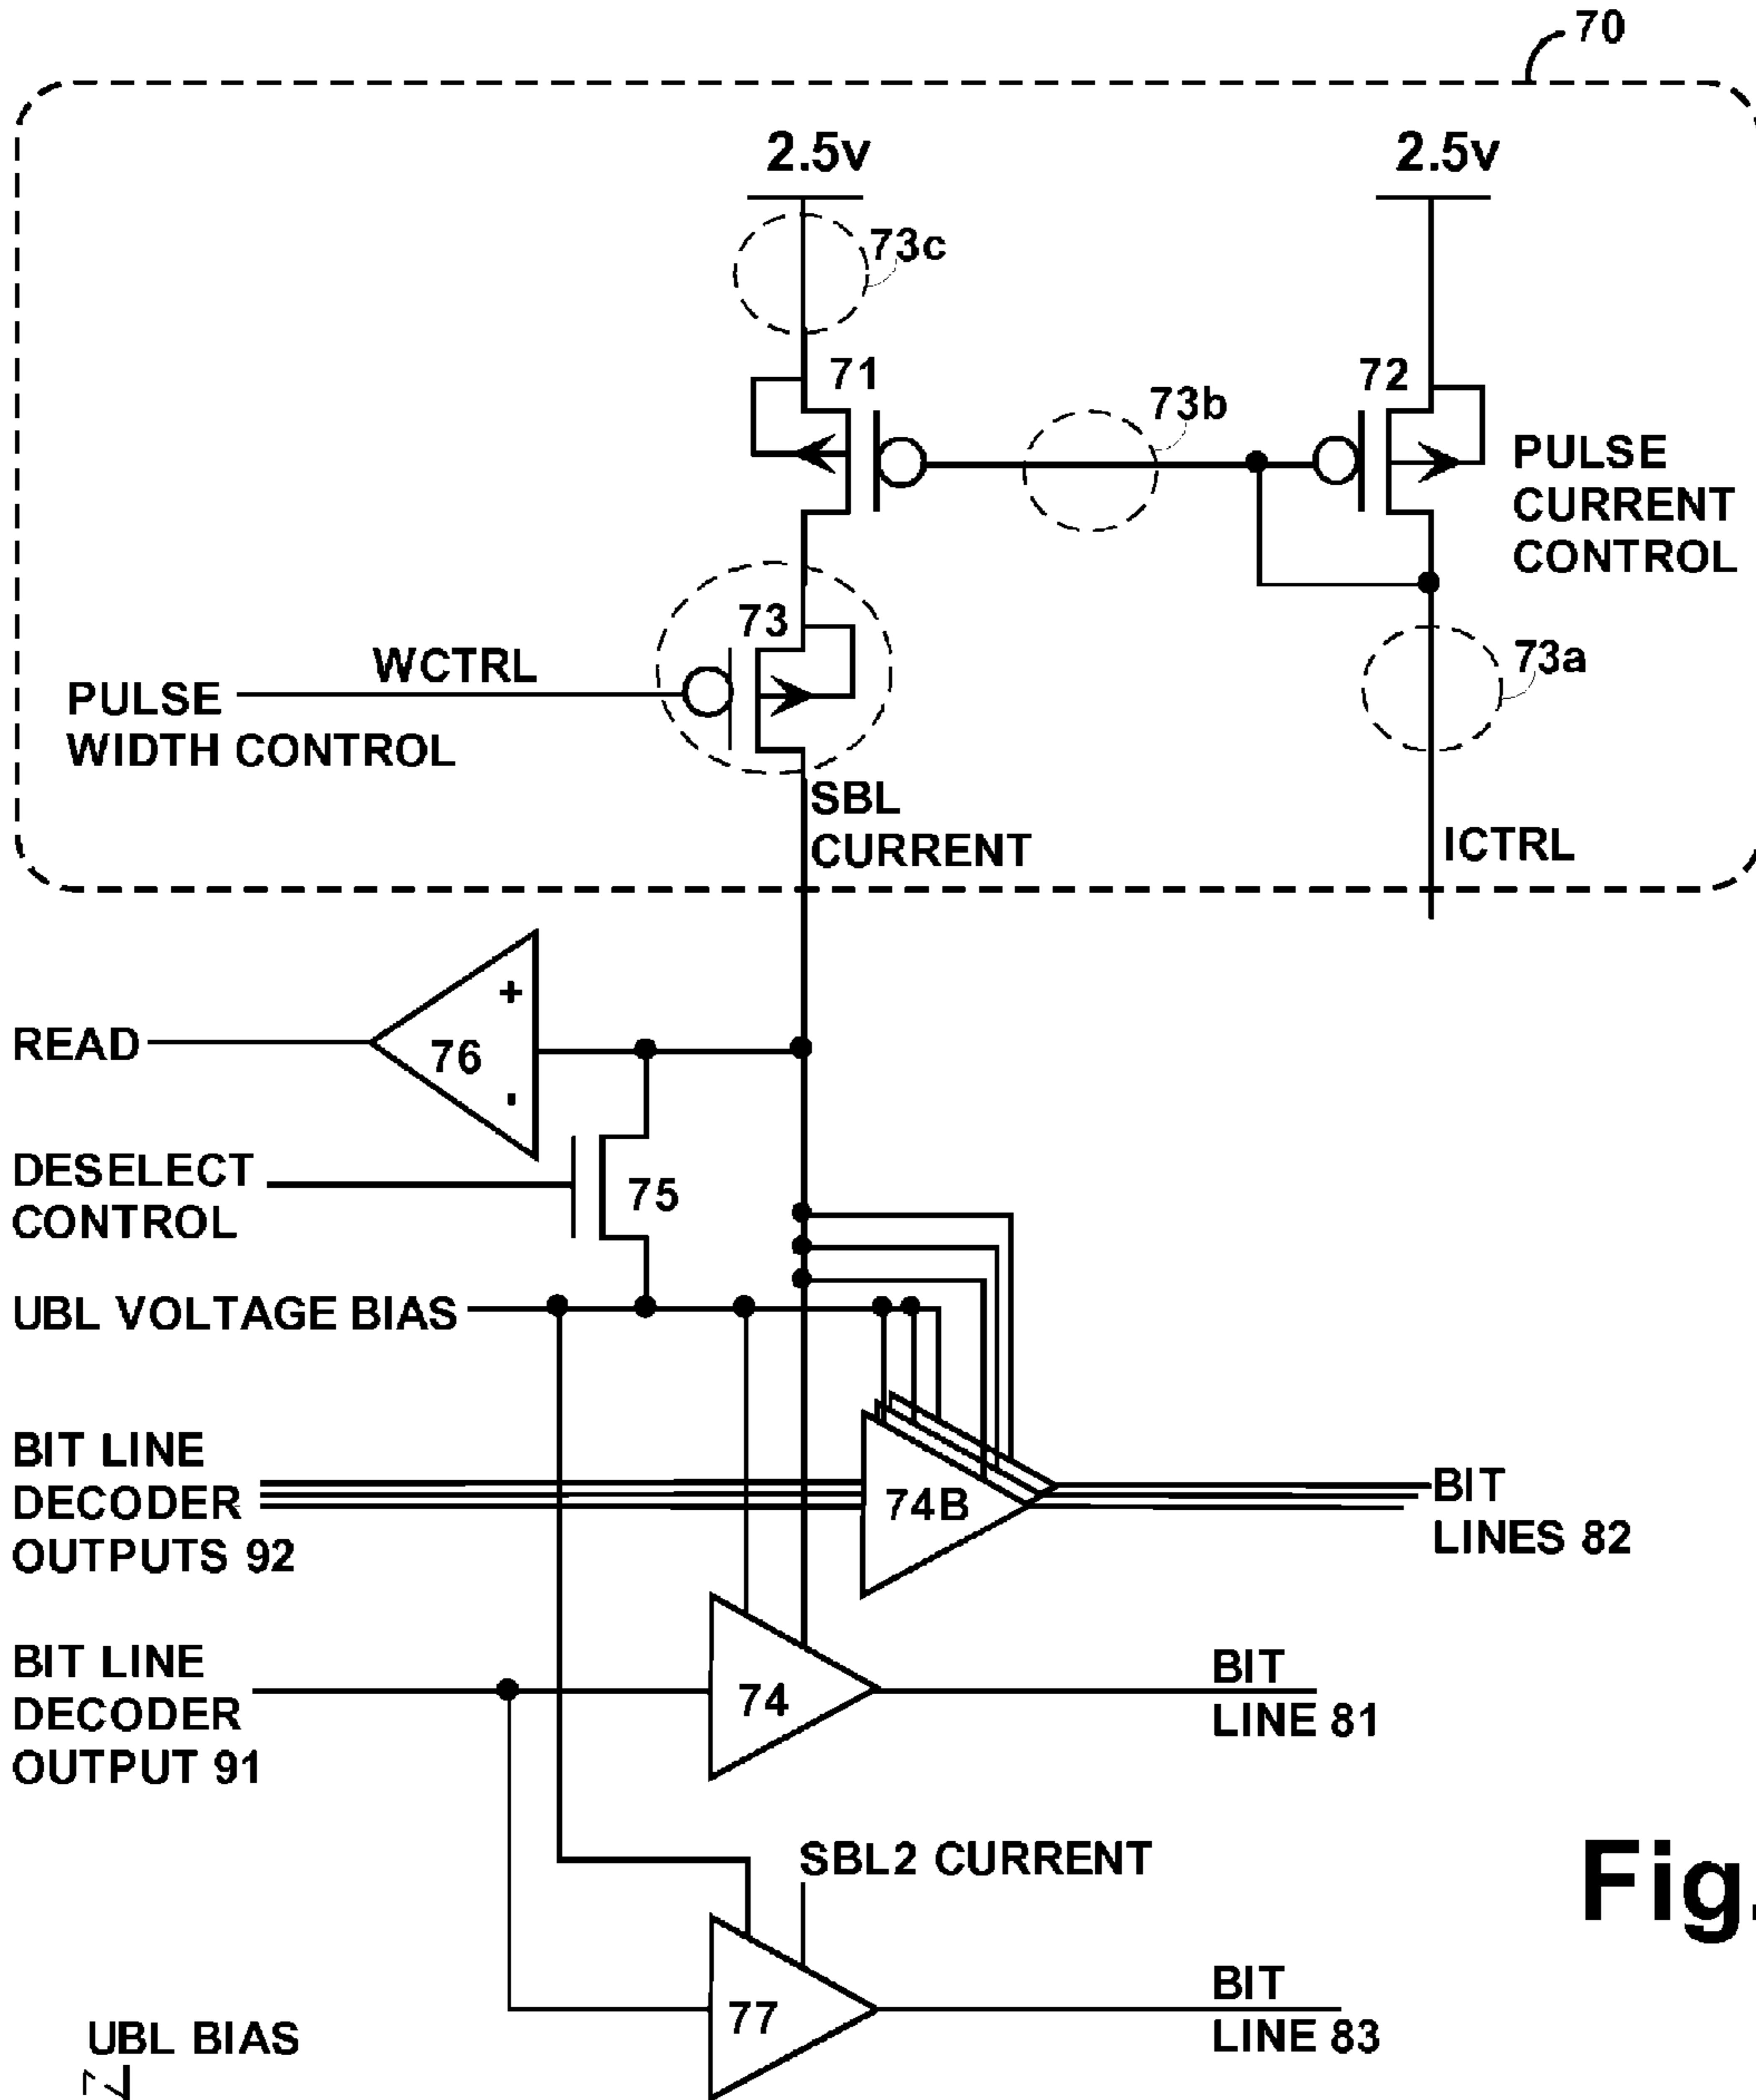 70
2.5v
2.5v
73c
71
72
73b
PULSE
CURRENT
CONTROL
73
WCTRL
73a
PULSE
WIDTH CONTROL
SBL
CURRENT
ICTRL
+
READ
76
-
DESELECT
CONTROL
75
UBL VOLTAGE BIAS
BIT LINE
DECODER
OUTPUTS 92
74B
BIT
LINES 82
BIT LINE
DECODER
OUTPUT 91
74
BIT
LINE 81
SBL2 CURRENT
Fig.
77
BIT
LINE 83
UBL BIAS